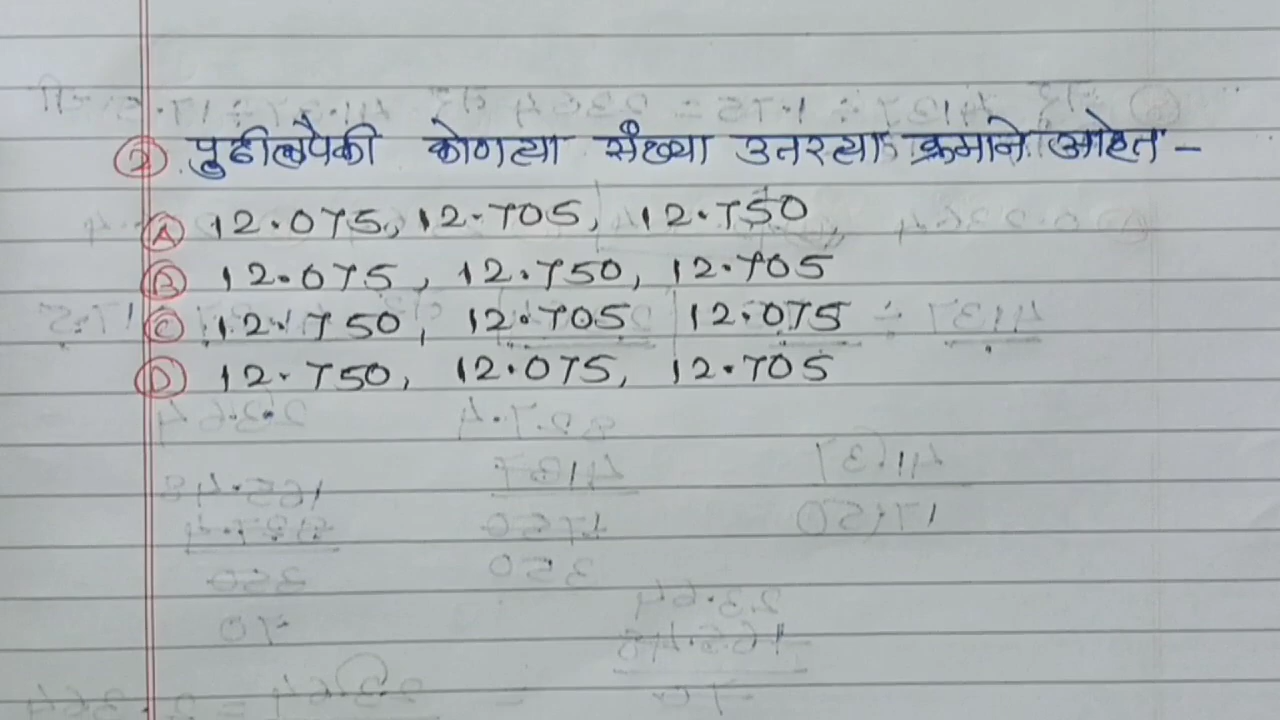 २) पुढीलपैकी कोणत्या संख्या उतरत्या क्रमाने आहेत –
A) 12.075, 12.705, 12.750
B) 12.075, 12.750, 12.705
C) 12.750, 12.705 12.075
D) 12.750, 12.075, 12.705